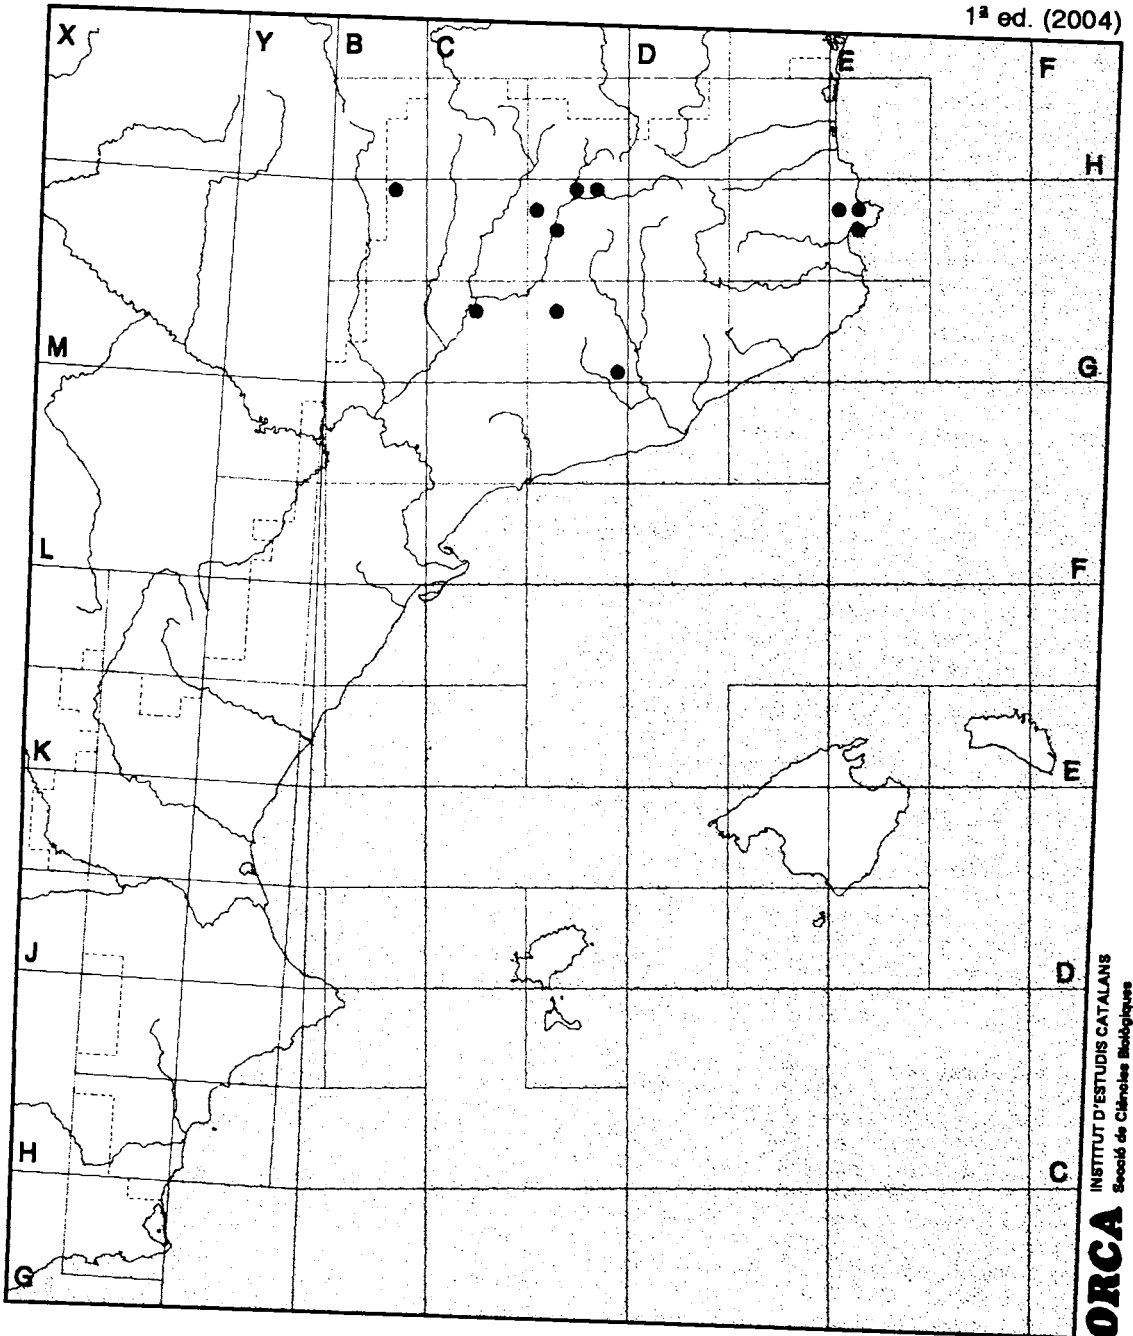 1ª ed. (2004)
X Y B C D E F
H
M G
L F
K E
J D
H C
G
ORCA
INSTITUT D'ESTUDIS CATALANS
Secció de Ciències Biològiques